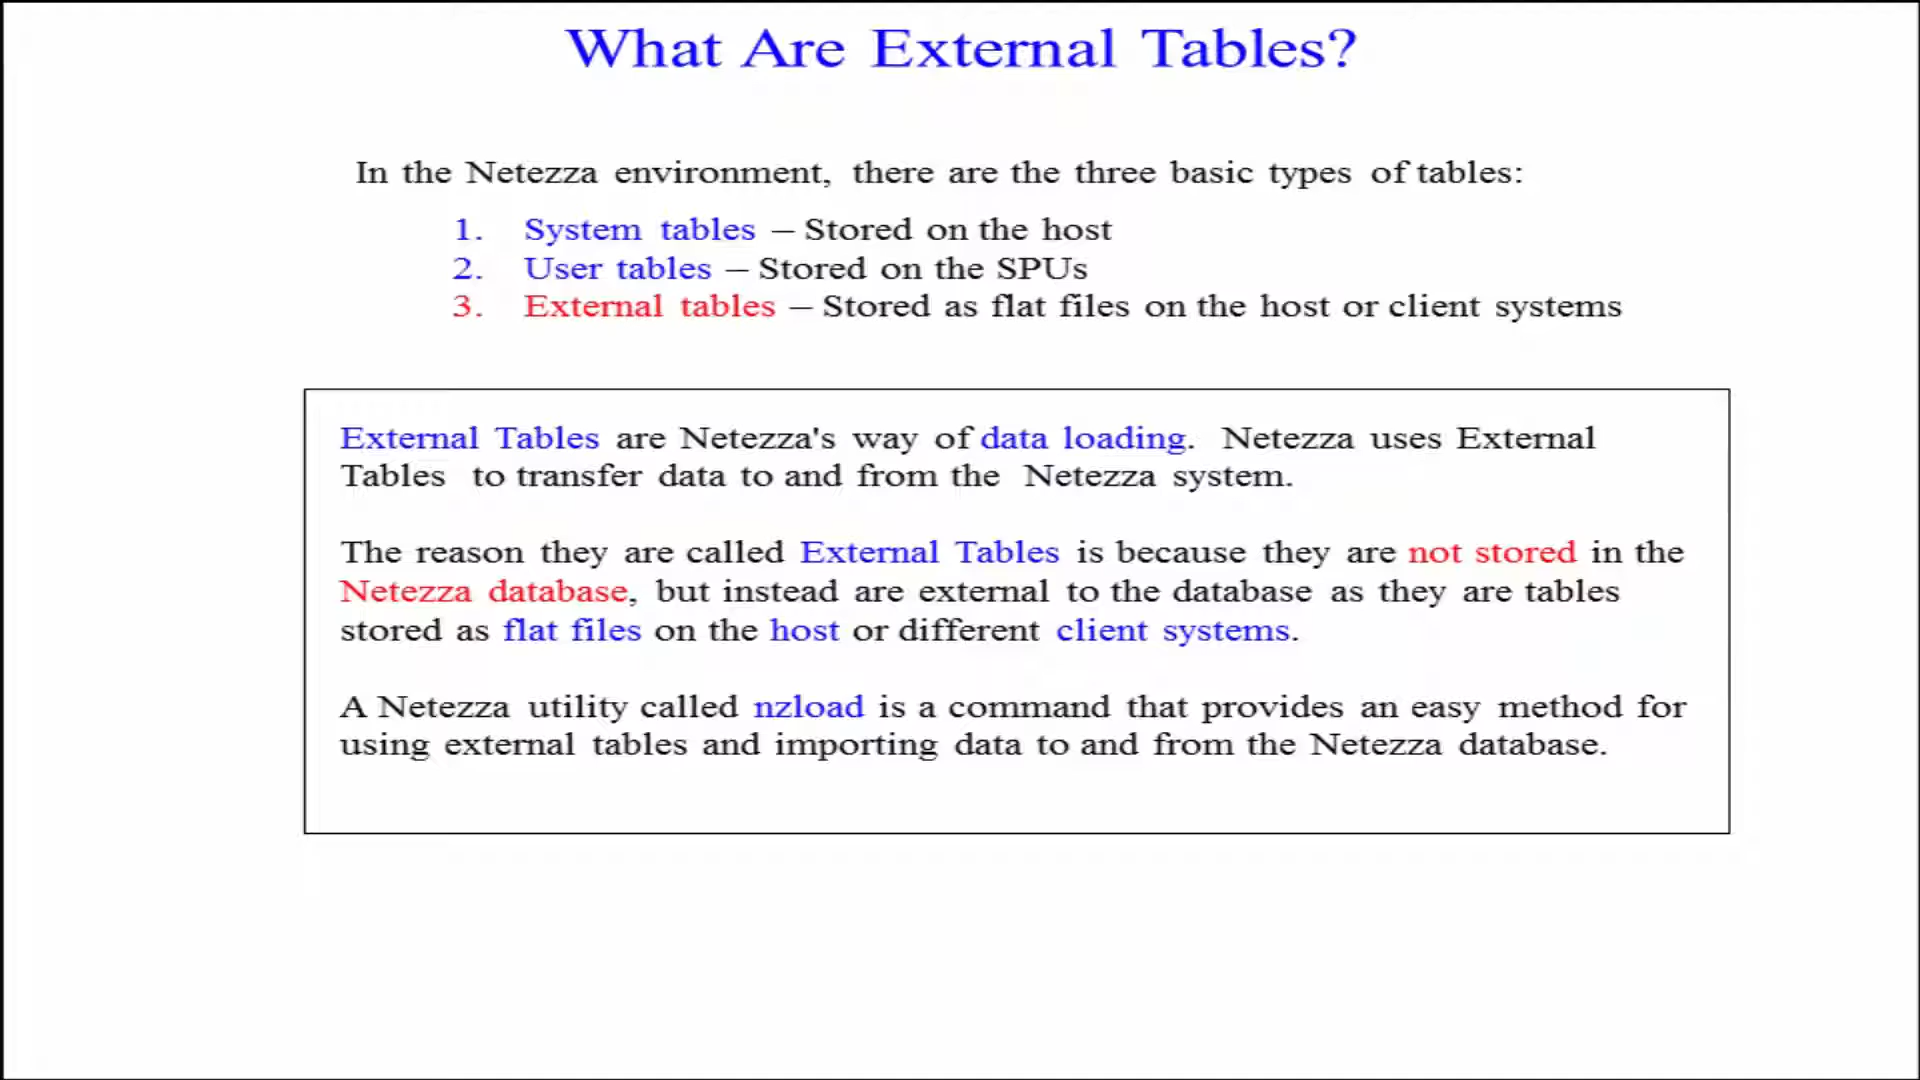 What Are External Tables?
In the Netezza environment, there are the three basic types of tables:
1. System tables – Stored on the host
2. User tables – Stored on the SPUs
3. External tables – Stored as flat files on the host or client systems
External Tables are Netezza's way of data loading. Netezza uses External
Tables to transfer data to and from the Netezza system.
The reason they are called External Tables is because they are not stored in the
Netezza database, but instead are external to the database as they are tables
stored as flat files on the host or different client systems.
A Netezza utility called nzload is a command that provides an easy method for
using external tables and importing data to and from the Netezza database.